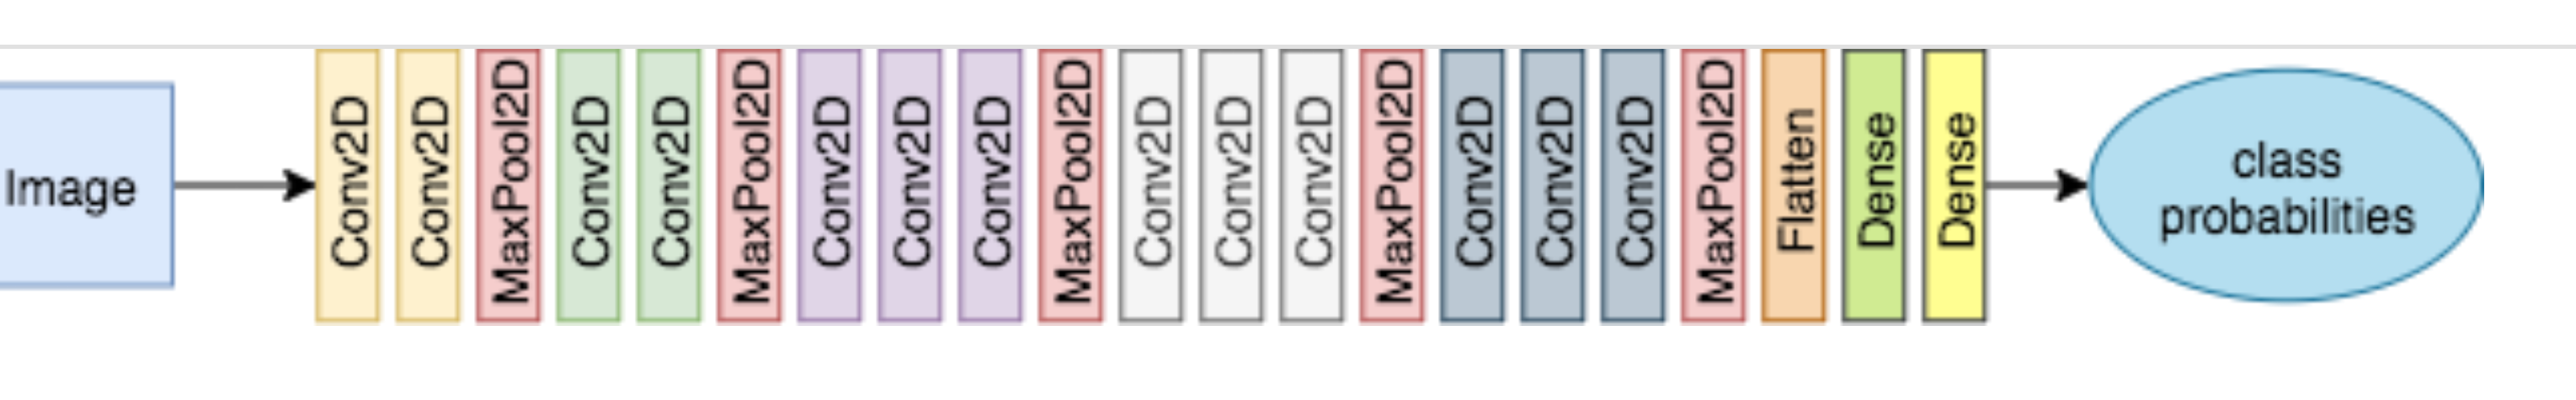 Image
Conv2D
Conv2D
MaxPool2D
Conv2D
Conv2D
MaxPool2D
Conv2D
Conv2D
Conv2D
MaxPool2D
Conv2D
Conv2D
Conv2D
MaxPool2D
Conv2D
Conv2D
Conv2D
MaxPool2D
Flatten
Dense
Dense
class
probabilities